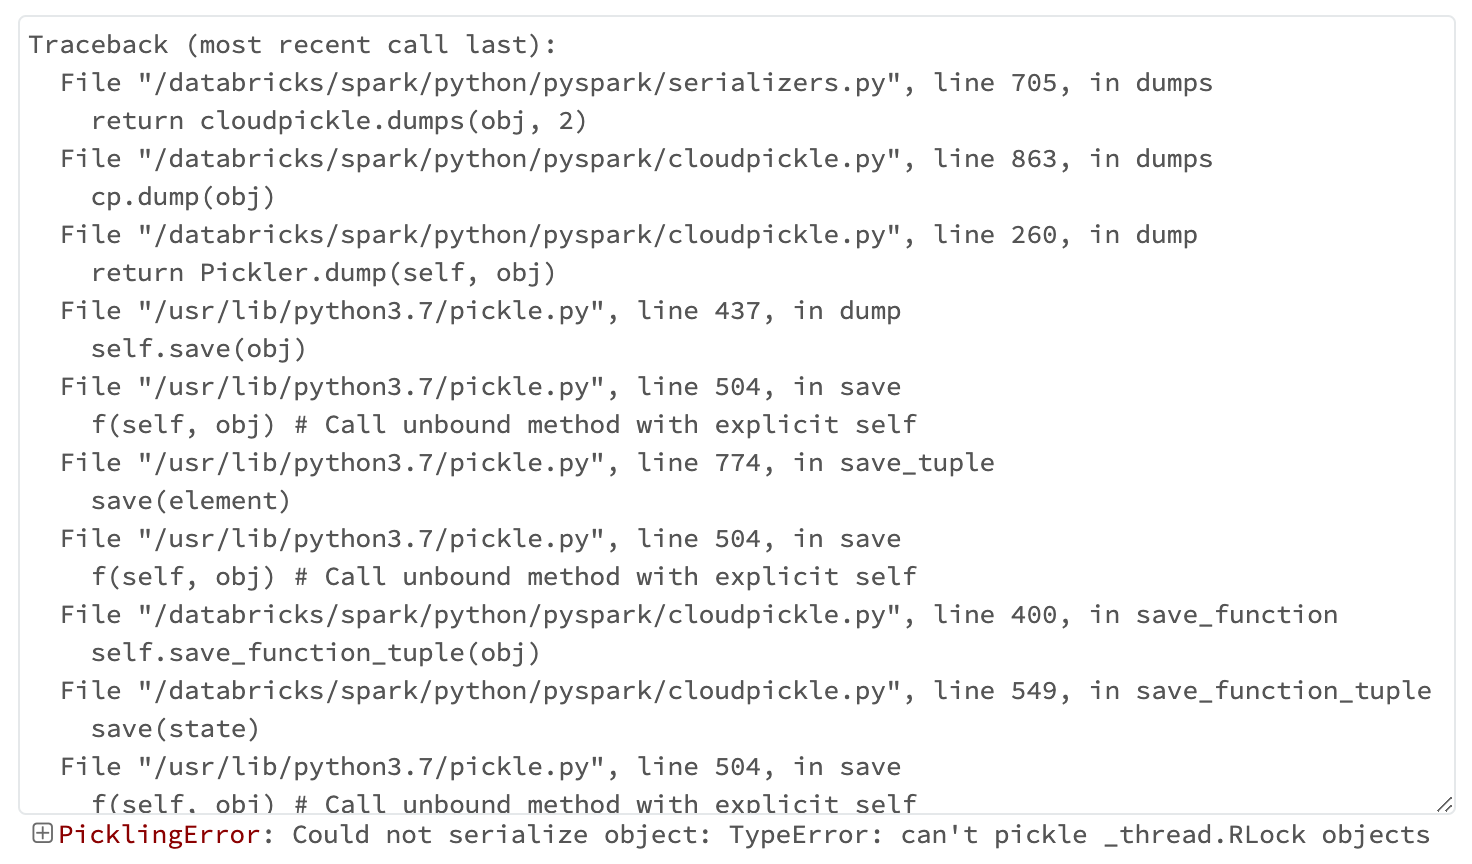 Traceback (most recent call last):
  File "/databricks/spark/python/pyspark/serializers.py", line 705, in dumps
    return cloudpickle.dumps(obj, 2)
  File "/databricks/spark/python/pyspark/cloudpickle.py", line 863, in dumps
    cp.dump(obj)
  File "/databricks/spark/python/pyspark/cloudpickle.py", line 260, in dump
    return Pickler.dump(self, obj)
  File "/usr/lib/python3.7/pickle.py", line 437, in dump
    self.save(obj)
  File "/usr/lib/python3.7/pickle.py", line 504, in save
    f(self, obj) # Call unbound method with explicit self
  File "/usr/lib/python3.7/pickle.py", line 774, in save_tuple
    save(element)
  File "/usr/lib/python3.7/pickle.py", line 504, in save
    f(self, obj) # Call unbound method with explicit self
  File "/databricks/spark/python/pyspark/cloudpickle.py", line 400, in save_function
    self.save_function_tuple(obj)
  File "/databricks/spark/python/pyspark/cloudpickle.py", line 549, in save_function_tuple
    save(state)
  File "/usr/lib/python3.7/pickle.py", line 504, in save
    f(self, obj) # Call unbound method with explicit self
PicklingError: Could not serialize object: TypeError: can't pickle _thread.RLock objects